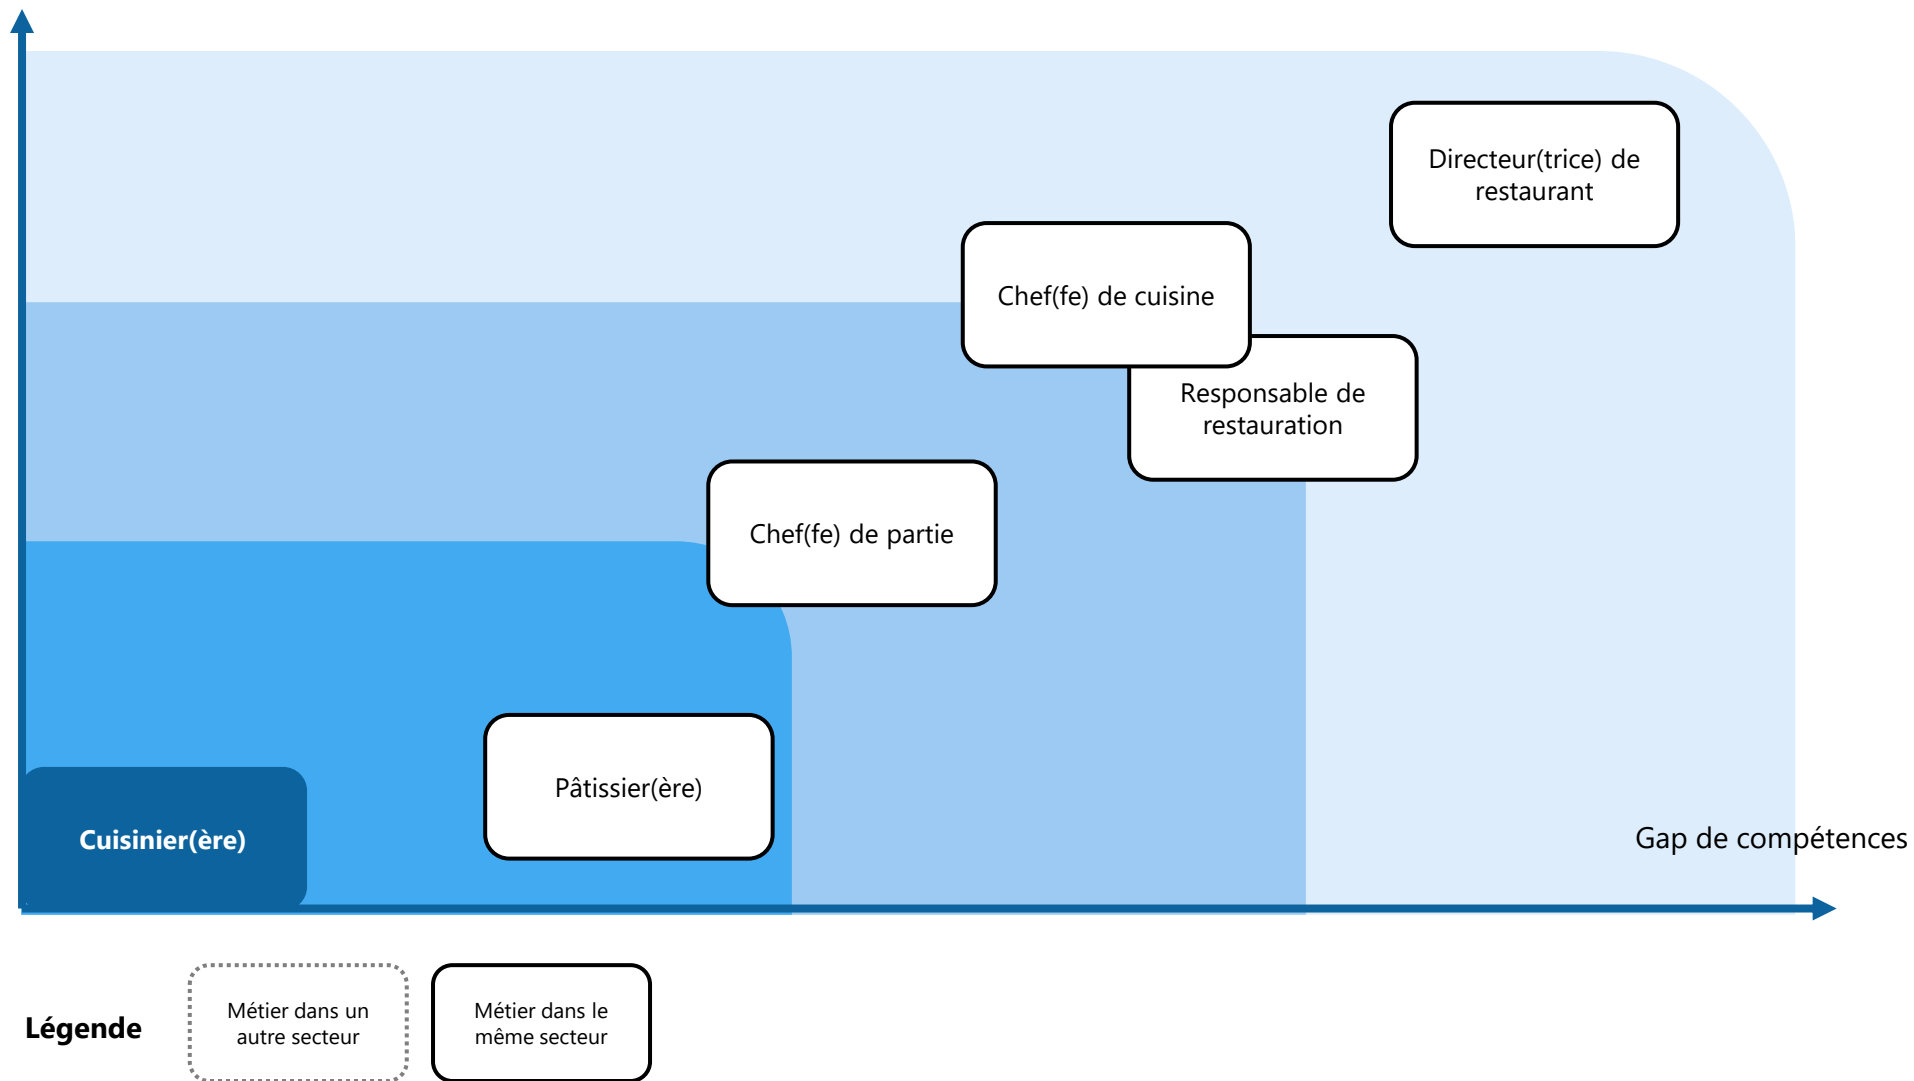 Directeur(trice) de
restaurant
Chef(fe) de cuisine
Responsable de
restauration
Chef(fe) de partie
Pâtissier(ère)
Cuisinier(ère)
Gap de compétences
Légende
Métier dans un
autre secteur
Métier dans le
même secteur